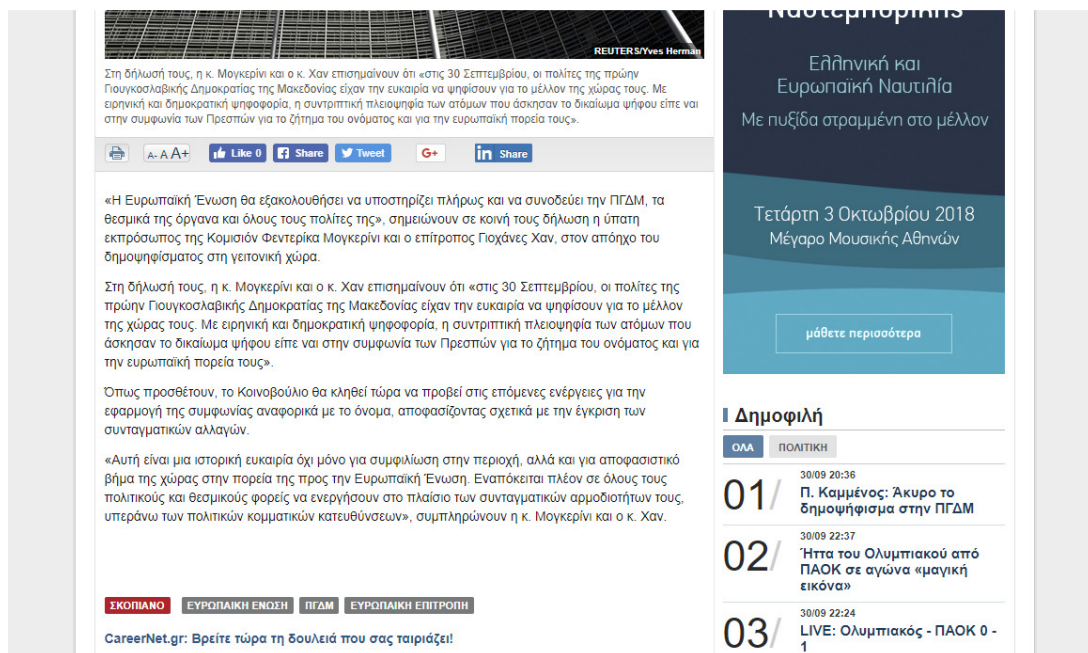 REUTERS/Yves Herman
Στη δήλωσή τους, η κ. Μογκερίνι και ο κ. Χαν επισημαίνουν ότι «στις 30 Σεπτεμβρίου, οι πολίτες της πρώην
Γιουγκοσλαβικής Δημοκρατίας της Μακεδονίας είχαν την ευκαιρία να ψηφίσουν για το μέλλον της χώρας τους. Με
ειρηνική και δημοκρατική ψηφοφορία, η συντριπτική πλειοψηφία των ατόμων που άσκησαν το δικαίωμα ψήφου είπε ναι
στην συμφωνία των Πρεσπών για το ζήτημα του ονόματος και για την ευρωπαϊκή πορεία τους».
A- A A+ Like 0 Share Tweet G+ in Share
«Η Ευρωπαϊκή Ένωση θα εξακολουθήσει να υποστηρίζει πλήρως και να συνοδεύει την ΠΓΔΜ, τα
θεσμικά της όργανα και όλους τους πολίτες της», σημειώνουν σε κοινή τους δήλωση η ύπατη
εκπρόσωπος της Κομισιόν Φεντερίκα Μογκερίνι και ο επίτροπος Γιοχάνες Χαν, στον απόηχο του
δημοψηφίσματος στη γειτονική χώρα.
Στη δήλωσή τους, η κ. Μογκερίνι και ο κ. Χαν επισημαίνουν ότι «στις 30 Σεπτεμβρίου, οι πολίτες της
πρώην Γιουγκοσλαβικής Δημοκρατίας της Μακεδονίας είχαν την ευκαιρία να ψηφίσουν για το μέλλον
της χώρας τους. Με ειρηνική και δημοκρατική ψηφοφορία, η συντριπτική πλειοψηφία των ατόμων που
άσκησαν το δικαίωμα ψήφου είπε ναι στην συμφωνία των Πρεσπών για το ζήτημα του ονόματος και για
την ευρωπαϊκή πορεία τους».
Όπως προσθέτουν, το Κοινοβούλιο θα κληθεί τώρα να προβεί στις επόμενες ενέργειες για την
εφαρμογή της συμφωνίας αναφορικά με το όνομα, αποφασίζοντας σχετικά με την έγκριση των
συνταγματικών αλλαγών.
«Αυτή είναι μια ιστορική ευκαιρία όχι μόνο για συμφιλίωση στην περιοχή, αλλά και για αποφασιστικό
βήμα της χώρας στην πορεία της προς την Ευρωπαϊκή Ένωση. Εναπόκειται πλέον σε όλους τους
πολιτικούς και θεσμικούς φορείς να ενεργήσουν στο πλαίσιο των συνταγματικών αρμοδιοτήτων τους,
υπεράνω των πολιτικών κομματικών κατευθύνσεων», συμπληρώνουν η κ. Μογκερίνι και ο κ. Χαν.
ΣΚΟΠΙΑΝΟ ΕΥΡΩΠΑΙΚΗ ΕΝΩΣΗ ΠΓΔΜ ΕΥΡΩΠΑΙΚΗ ΕΠΙΤΡΟΠΗ
CareerNet.gr: Βρείτε τώρα τη δουλειά που σας ταιριάζει!
Ναυτεμπορικής
Ελληνική και
Ευρωπαϊκή Ναυτιλία
Με πυξίδα στραμμένη στο μέλλον
Τετάρτη 3 Οκτωβρίου 2018
Μέγαρο Μουσικής Αθηνών
μάθετε περισσότερα
Δημοφιλή
ΟΛΑ ΠΟΛΙΤΙΚΗ
30/09 20:36
01/ Π. Καμμένος: Άκυρο το
δημοψήφισμα στην ΠΓΔΜ
30/09 22:37
02/ Ήττα του Ολυμπιακού από
ΠΑΟΚ σε αγώνα «μαγική
εικόνα»
30/09 22:24
03/ LIVE: Ολυμπιακός - ΠΑΟΚ 0 -
1